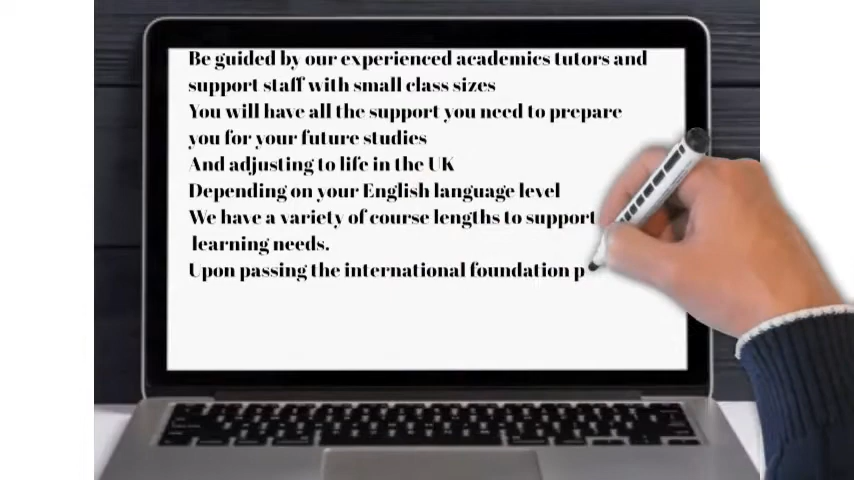 Be guided by our experienced academics tutors and
support staff with small class sizes
You will have all the support you need to prepare
you for your future studies
And adjusting to life in the UK
Depending on your English language level
We have a variety of course lengths to support
learning needs.
Upon passing the international foundation p